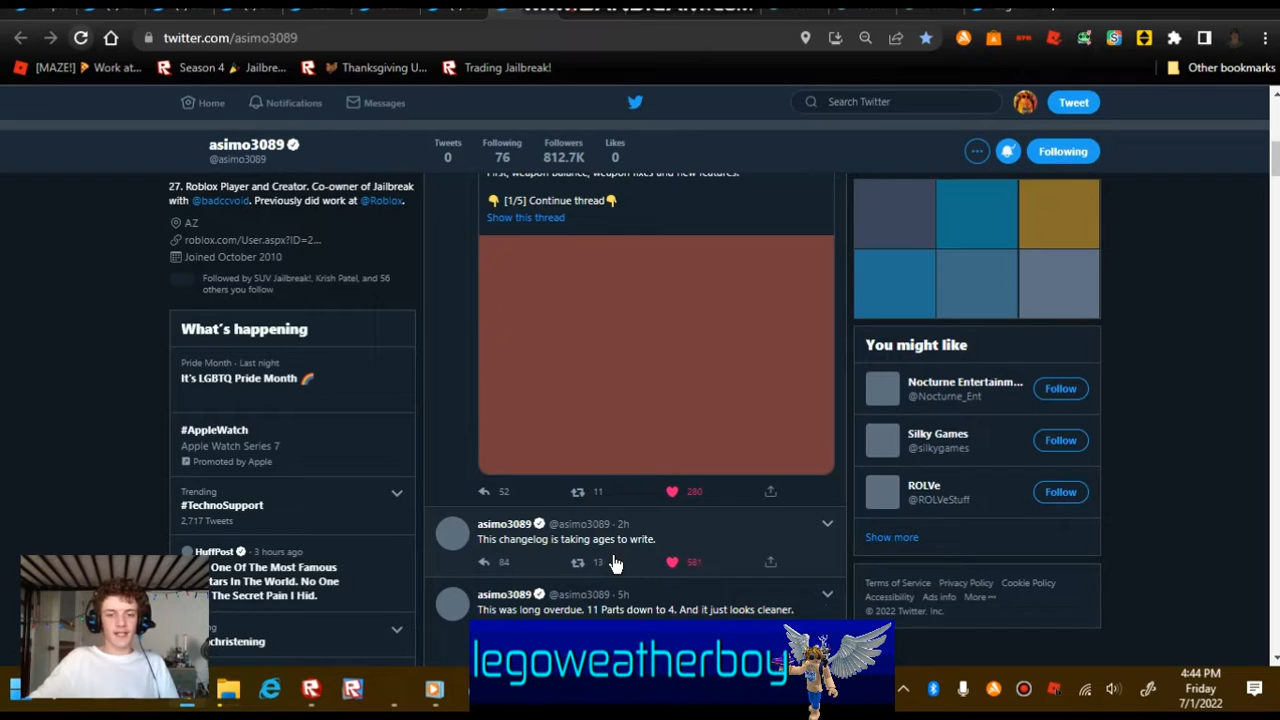 twitter.com/asimo3089
[MAZE!] Work at...
Season 4 Jailbre...
Thanksgiving U...
Trading Jailbreak!
Other bookmarks
Home
Notifications
Messages
Search Twitter
Tweet
asimo3089
@asimo3089
Tweets
0
Following
76
Followers
812.7K
Likes
0
Following
27. Roblox Player and Creator. Co-owner of Jailbreak
with @badccvoid. Previously did work at @Roblox.
AZ
roblox.com/User.aspx?ID=2...
Joined October 2010
Followed by SUV Jailbreak!, Krish Patel, and 56
others you follow
What's happening
Pride Month · Last night
It's LGBTQ Pride Month 🏳️‍🌈
#AppleWatch
Apple Watch Series 7
Promoted by Apple
Trending
#TechnoSupport
2,717 Tweets
HuffPost · 3 hours ago
One Of The Most Famous
tars In The World. No One
s The Secret Pain I Hid.
christening
First, weapon balance, weapon fixes and new features.
👇 [1/5] Continue thread👇
Show this thread
52 11 280
asimo3089 @asimo3089 · 2h
This changelog is taking ages to write.
84 13 581
asimo3089 @asimo3089 · 5h
This was long overdue. 11 Parts down to 4. And it just looks cleaner.
You might like
Nocturne Entertainm...
@Nocturne_Ent
Follow
Silky Games
@silkygames
Follow
ROLVe
@ROLVeStuff
Follow
Show more
Terms of Service Privacy Policy Cookie Policy
Accessibility Ads info More···
© 2022 Twitter, Inc.
legoweatherboy
4:44 PM
Friday
7/1/2022